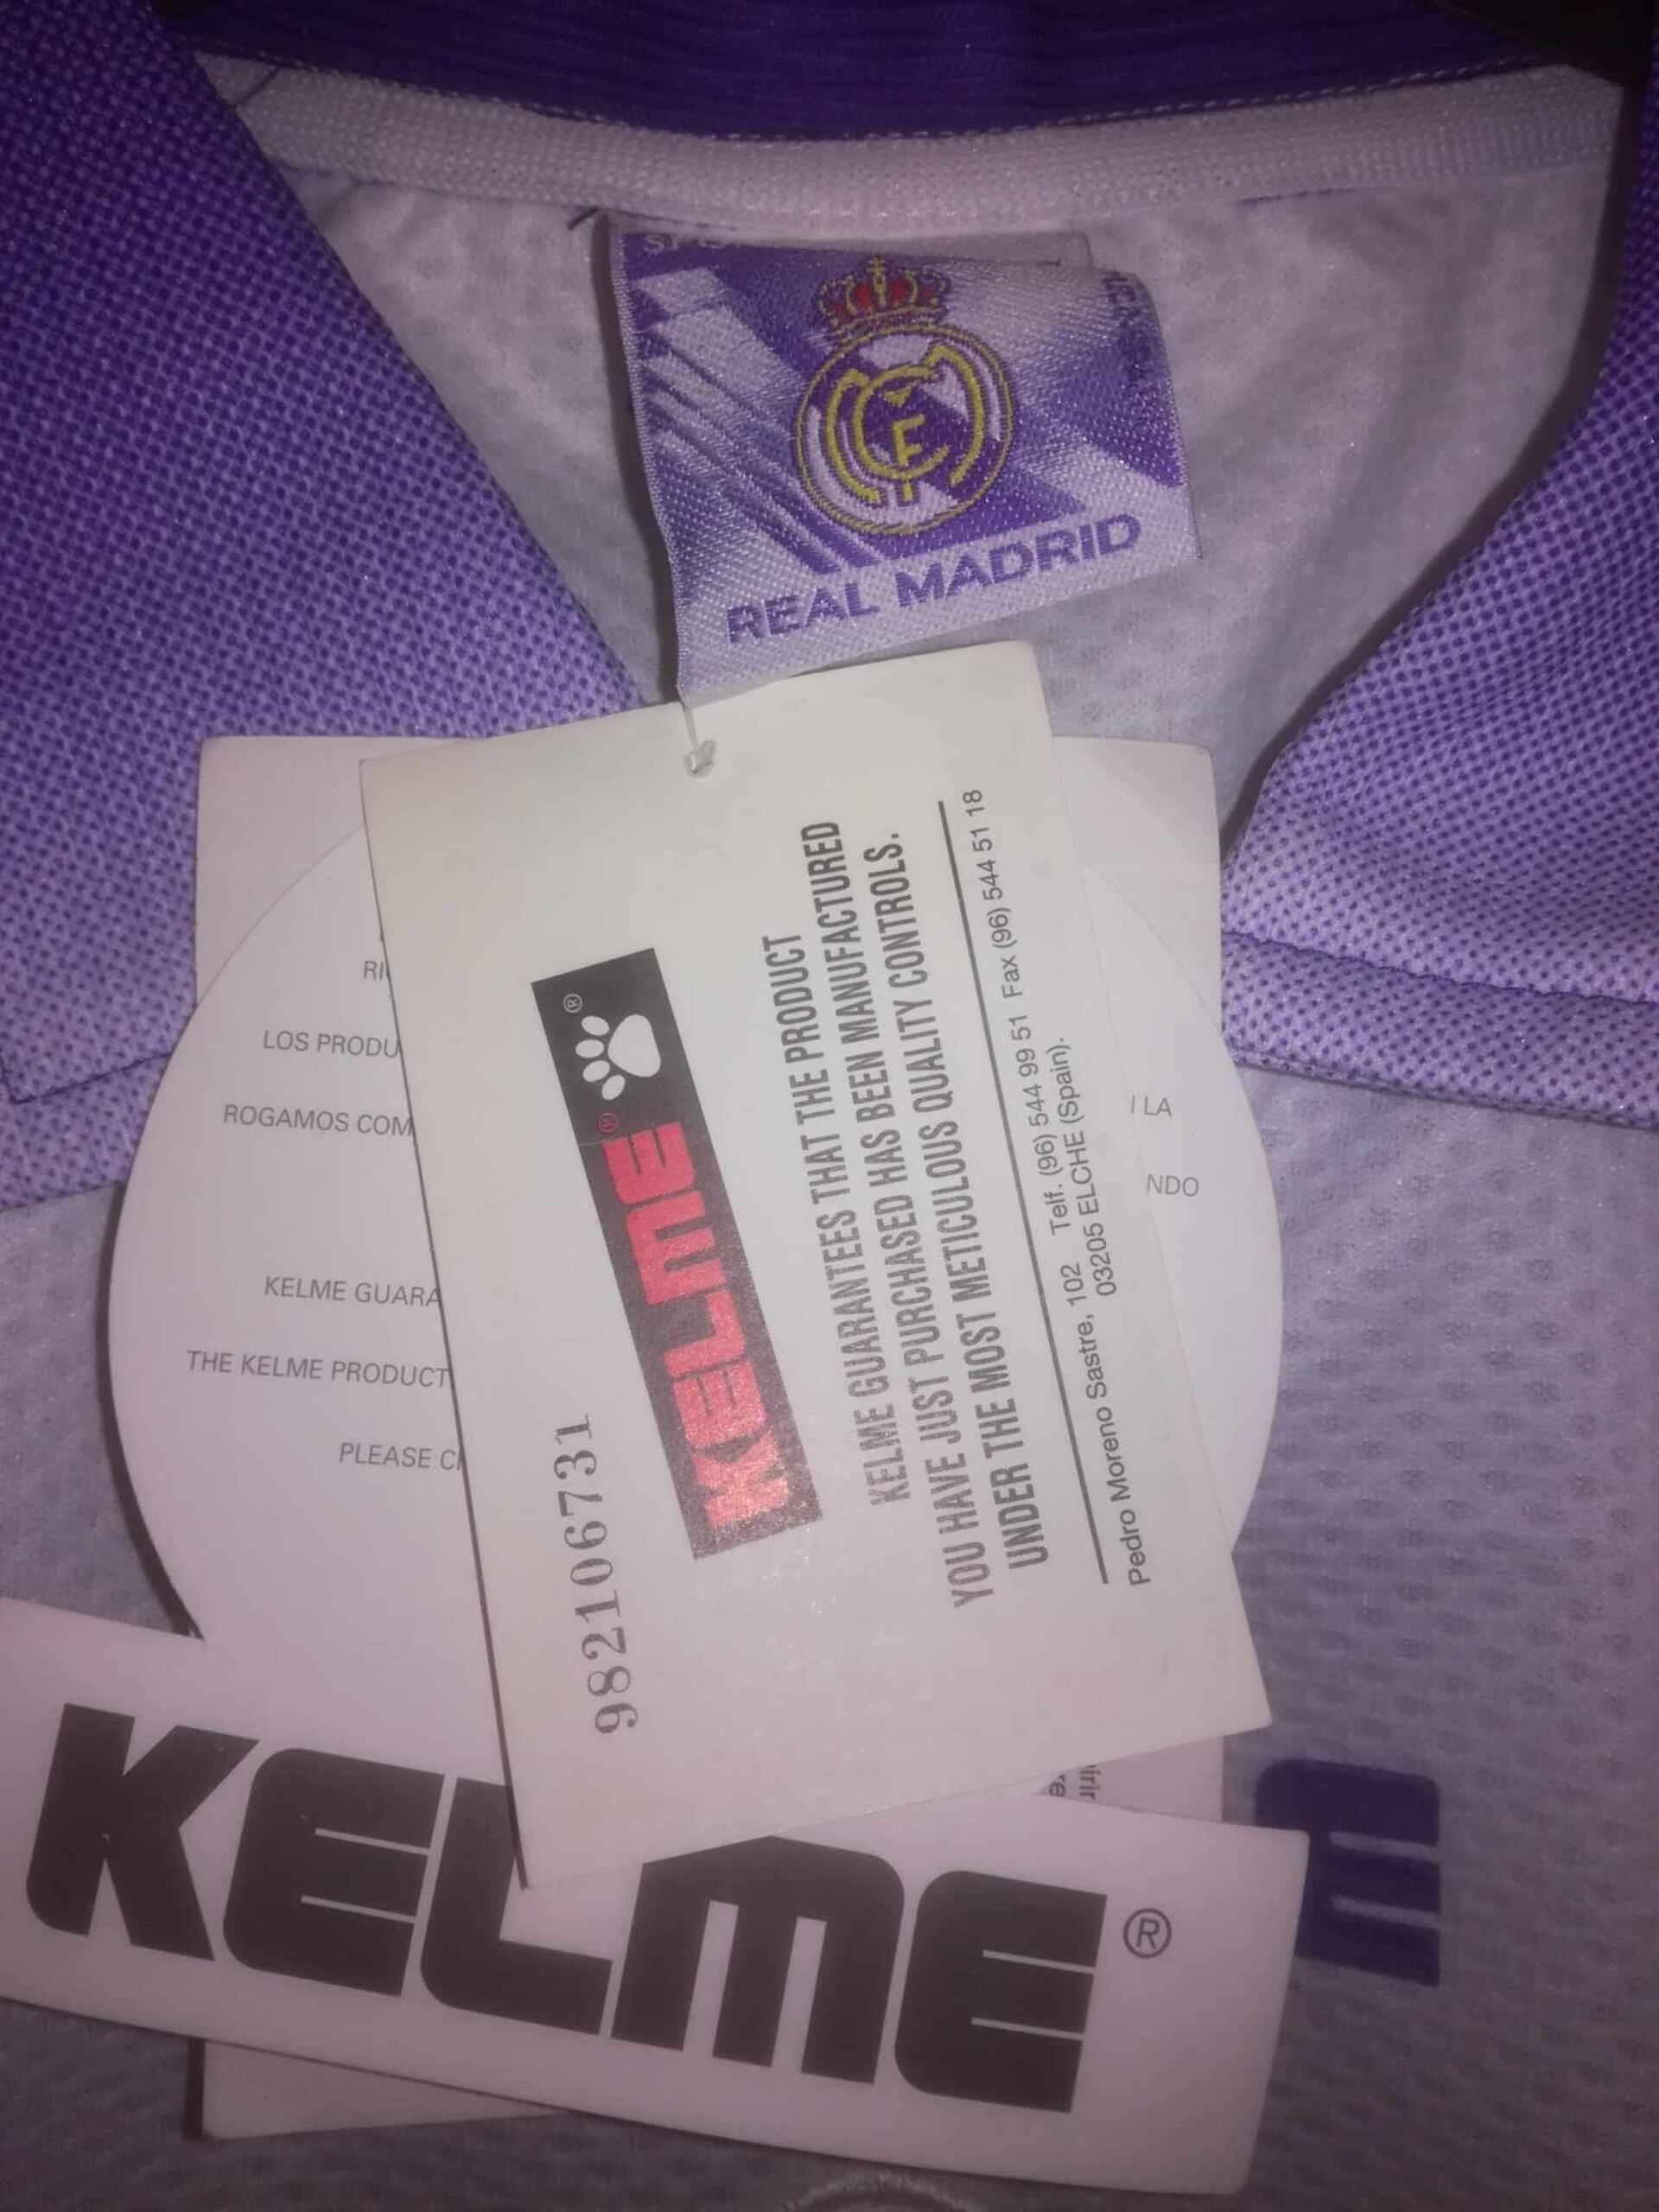 REAL MADRID
RI
LOS PRODU
ROGAMOS COM
I LA
NDO
KELME GUARA
THE KELME PRODUCT
PLEASE C
982106731
KELME® ®
KELME GUARANTEES THAT THE PRODUCT
YOU HAVE JUST PURCHASED HAS BEEN MANUFACTURED
UNDER THE MOST METICULOUS QUALITY CONTROLS.
Pedro Moreno Sastre, 102 Telf. (96) 544 99 51 Fax (96) 544 51 18
03205 ELCHE (Spain).
KELME®
E